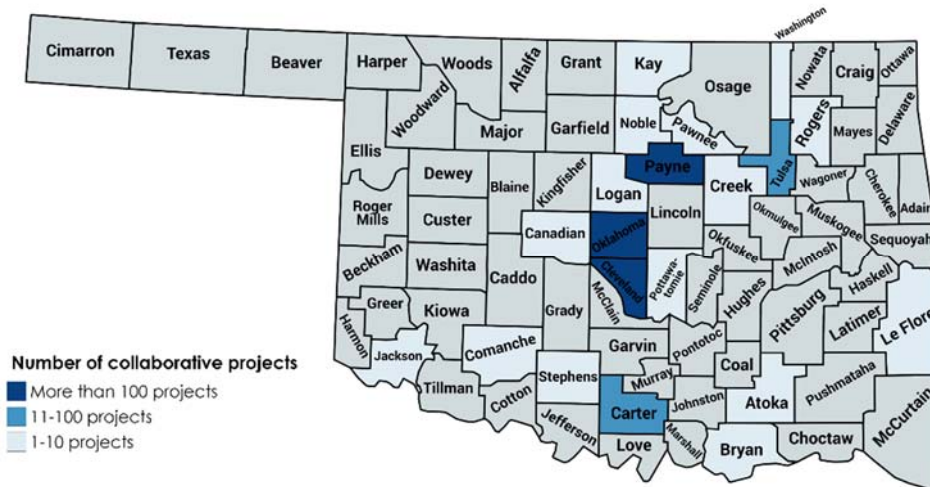 Washington
Cimarron
Texas
Beaver
Harper
Woods
Alfalfa
Grant
Kay
Osage
Nowata
Craig
Ottawa
Woodward
Major
Garfield
Noble
Pawnee
Rogers
Mayes
Delaware
Ellis
Dewey
Blaine
Kingfisher
Logan
Payne
Creek
Tulsa
Wagoner
Cherokee
Adair
Roger
Mills
Custer
Canadian
Oklahoma
Lincoln
Okmulgee
Muskogee
Sequoyah
Beckham
Washita
Caddo
Cleveland
Pottawa-
tomie
Seminole
Okfuskee
McIntosh
Haskell
Greer
Kiowa
Grady
McClain
Hughes
Pittsburg
Latimer
Le Flore
Harmon
Jackson
Comanche
Stephens
Garvin
Pontotoc
Coal
Tillman
Cotton
Jefferson
Murray
Carter
Johnston
Atoka
Pushmataha
McCurtain
Love
Marshall
Bryan
Choctaw
Number of collaborative projects
More than 100 projects
11-100 projects
1-10 projects